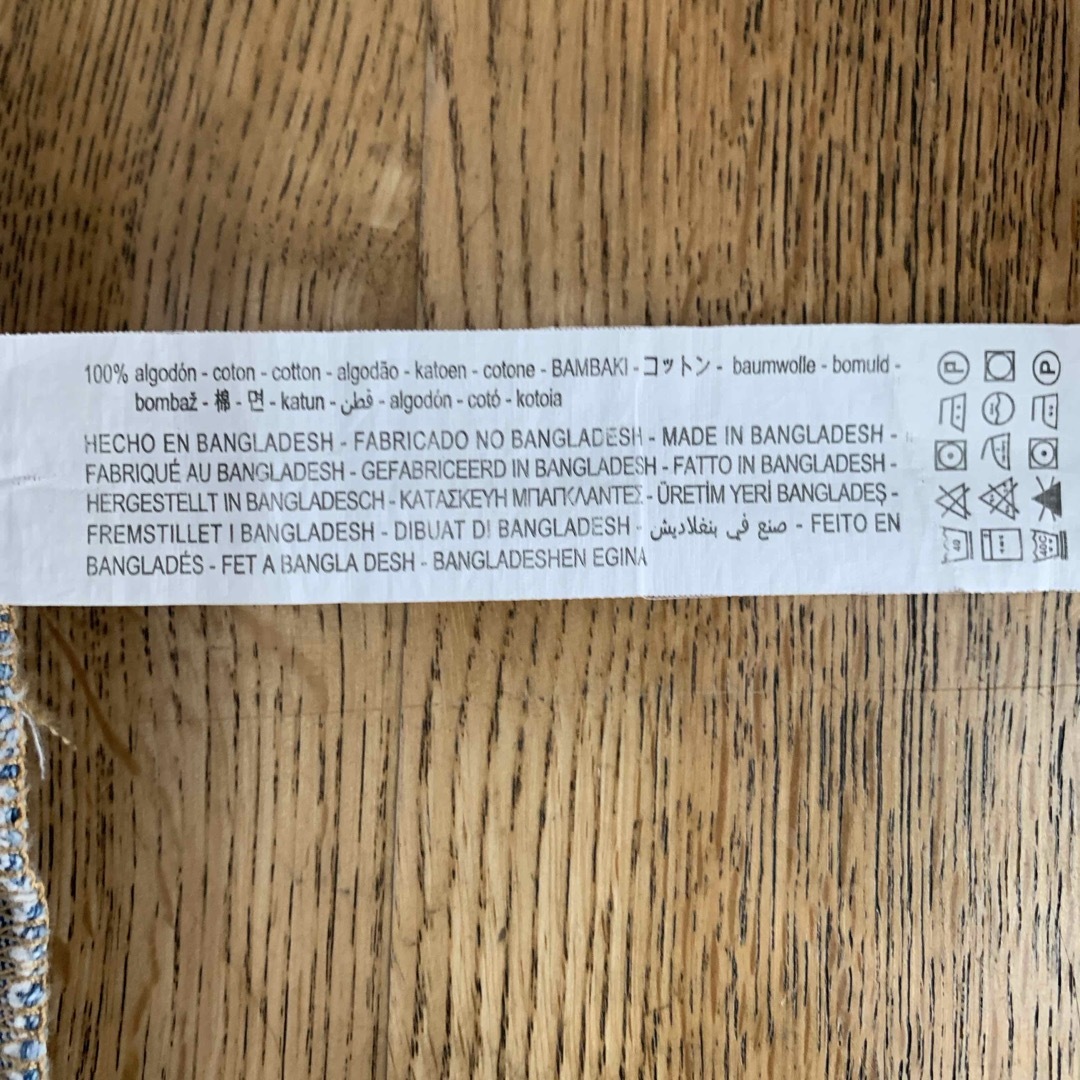 100% algodón - coton - cotton - algodão - katoen - cotone - BAMBAKI - コットン - baumwolle - bomuld -
bombaž - 棉 - 면 - katun - قطن - algodón - cotó - kotoia
HECHO EN BANGLADESH - FABRICADO NO BANGLADESH - MADE IN BANGLADESH -
FABRIQUÉ AU BANGLADESH - GEFABRICEERD IN BANGLADESH - FATTO IN BANGLADESH -
HERGESTELLT IN BANGLADESCH - ΚΑΤΑΣΚΕΥΗ ΜΠΑΓΚΛΑΝΤΕΣ - ÜRETİM YERİ BANGLADEŞ -
FREMSTILLET I BANGLADESH - DIBUAT DI BANGLADESH - صنع في بنغلاديش - FEITO EN
BANGLADÉS - FET A BANGLA DESH - BANGLADESHEN EGINA
P P
40 40C